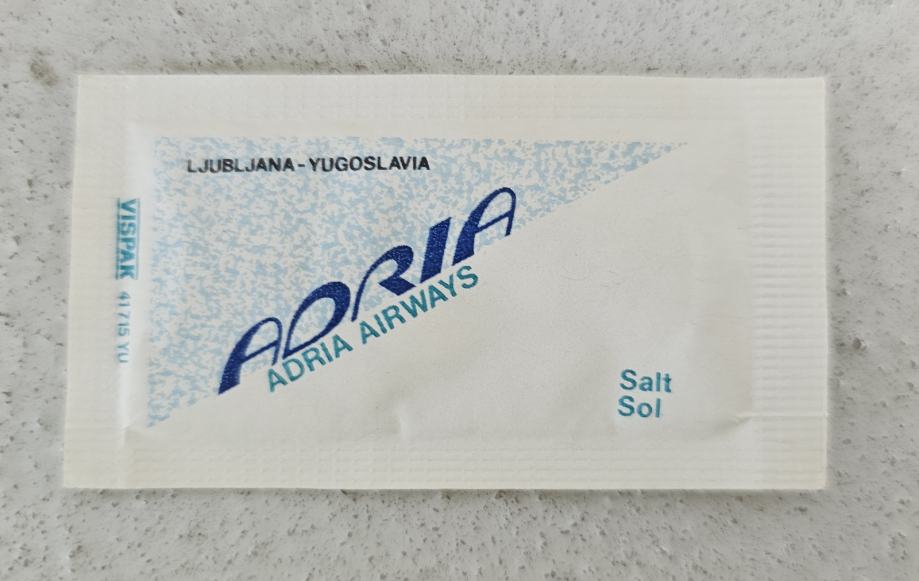 LJUBLJANA-YUGOSLAVIA
ADRIA
ADRIA AIRWAYS
VISPAK 41715 YU
Salt
Sol